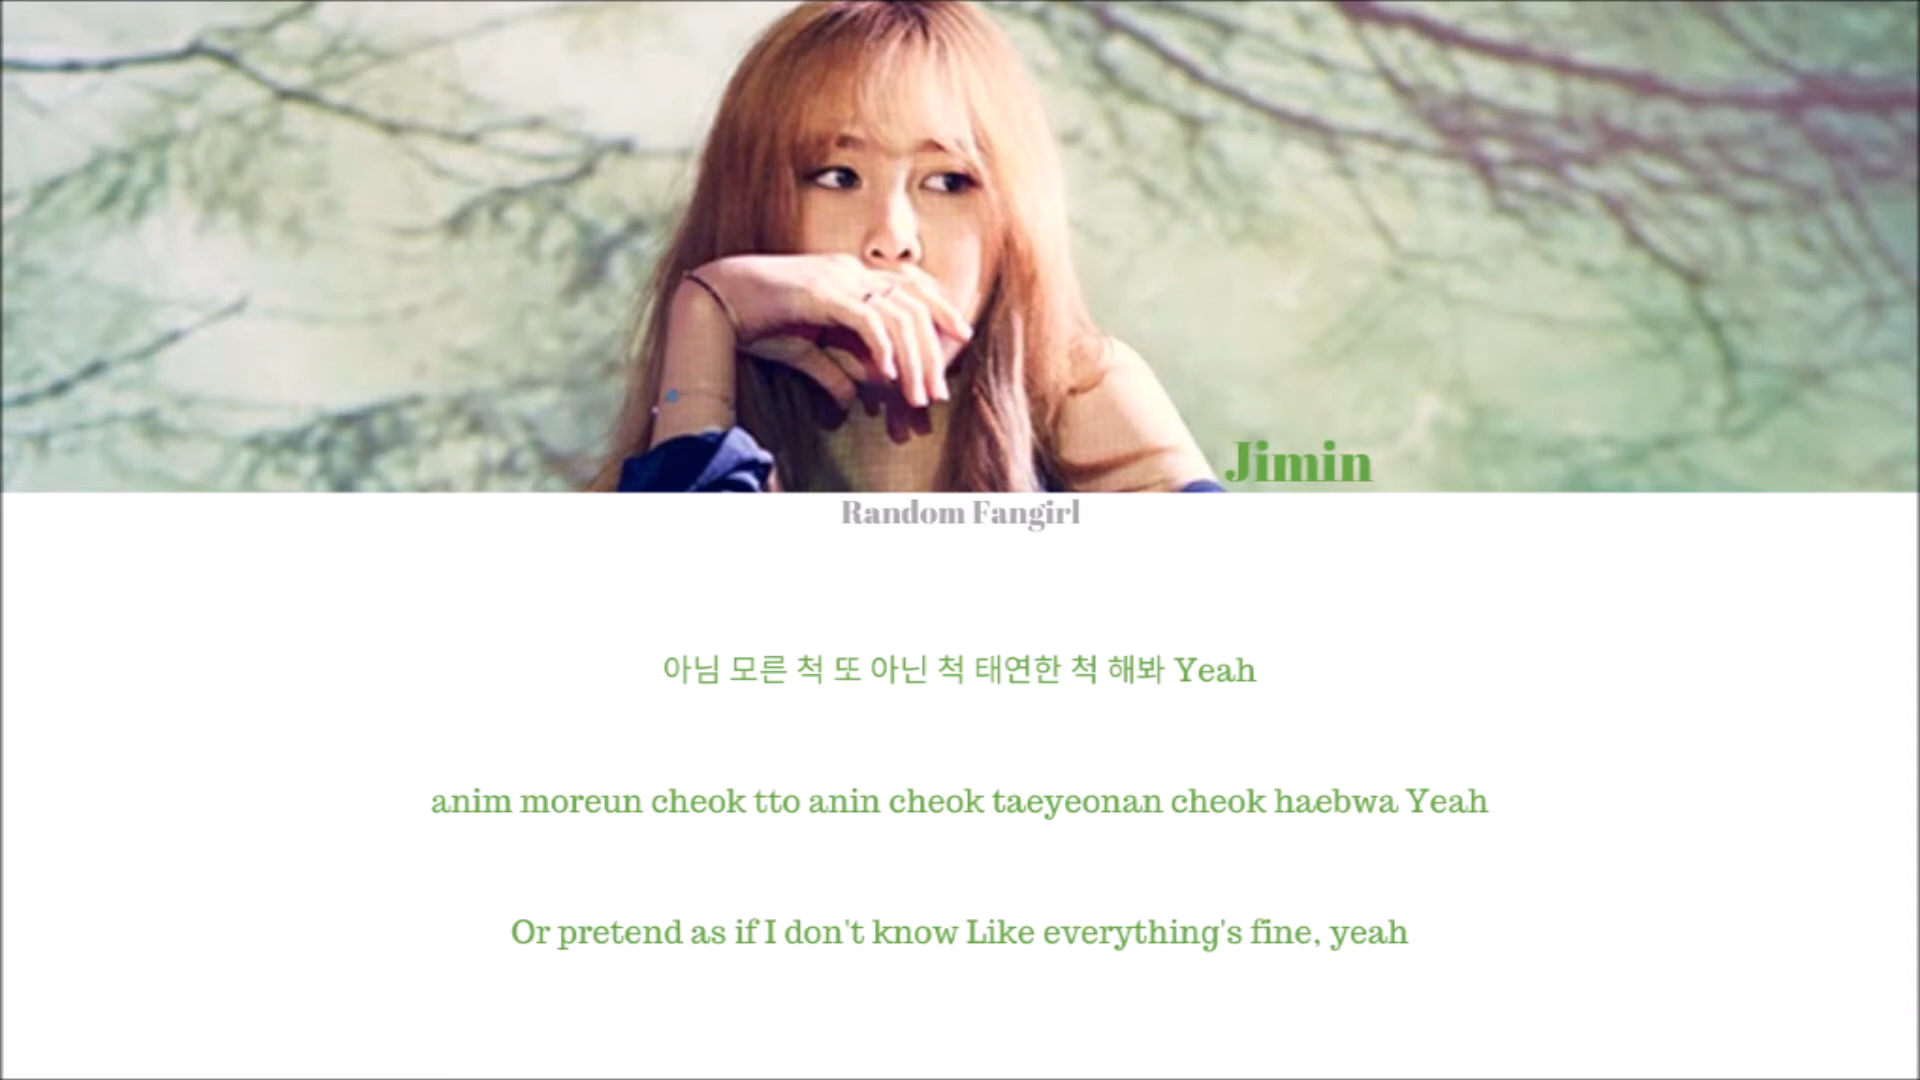 Jimin
Random Fangirl
아님 모른 척 또 아닌 척 태연한 척 해봐 Yeah
anim moreun cheok tto anin cheok taeyeonan cheok haebwa Yeah
Or pretend as if I don't know Like everything's fine, yeah